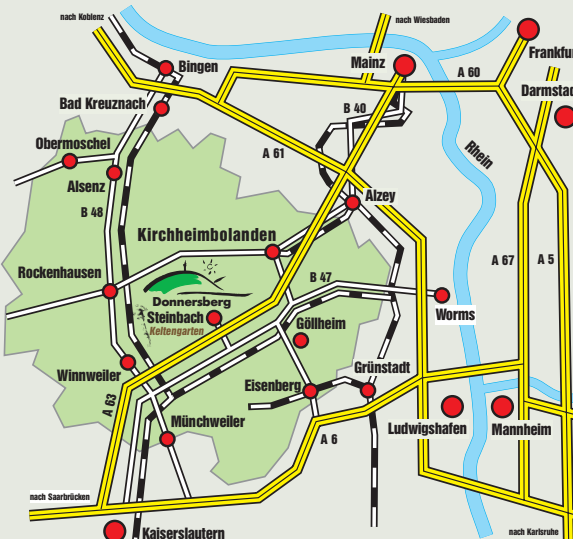 nach Koblenz
nach Wiesbaden
Bingen
Mainz
Frankfur
A 60
Darmstad
Bad Kreuznach
B 40
Obermoschel
A 61
Rhein
Alsenz
Alzey
B 48
Kirchheimbolanden
Rockenhausen
B 47
A 67
A 5
Donnersberg
Steinbach
Keltengarten
Göllheim
Worms
Winnweiler
Eisenberg
Grünstadt
A 63
Münchweiler
A 6
Ludwigshafen
Mannheim
nach Saarbrücken
Kaiserslautern
nach Karlsruhe